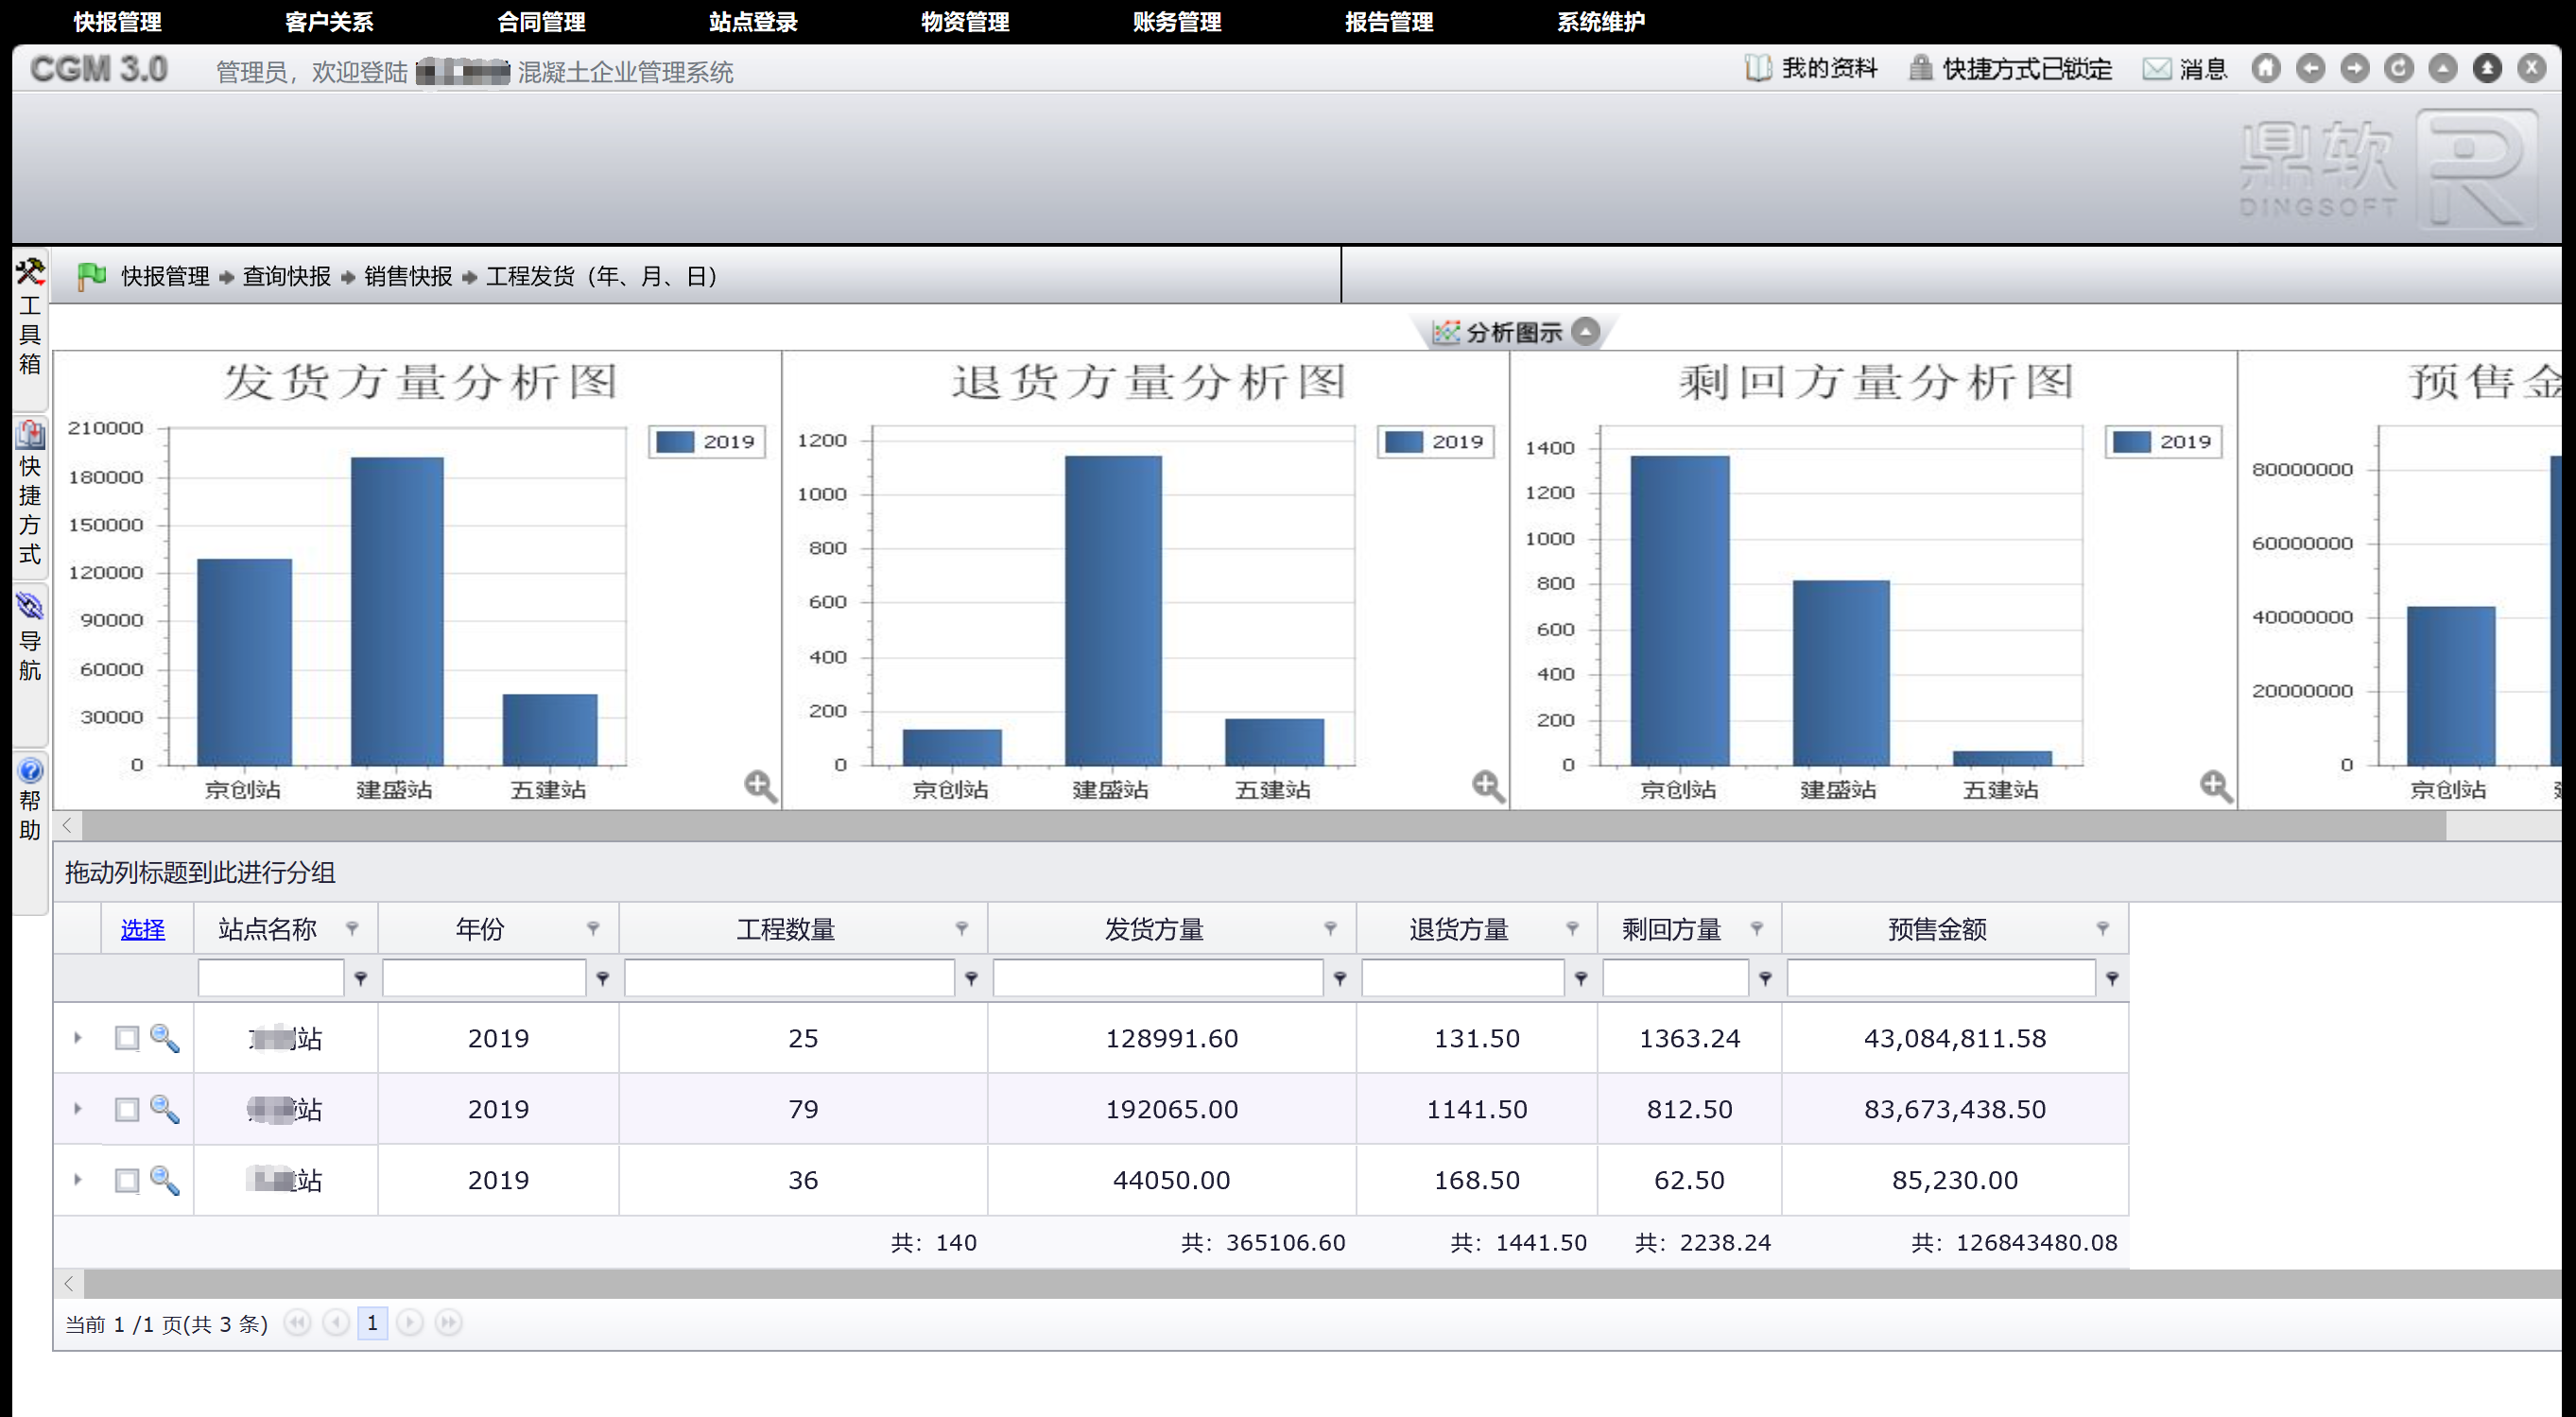 快报管理 客户关系 合同管理 站点登录 物资管理 账务管理 报告管理 系统维护
CGM 3.0 管理员，欢迎登陆 混凝土企业管理系统 我的资料 快捷方式已锁定 消息
鼎软
DINGSOFT
工具箱
快捷方式
导航
帮助
快报管理 查询快报 销售快报 工程发货（年、月、日）
分析图示
发货方量分析图
210000
180000
150000
120000
90000
60000
30000
0
京创站 建盛站 五建站
2019
退货方量分析图
1200
1000
800
600
400
200
0
京创站 建盛站 五建站
2019
剩回方量分析图
1400
1200
1000
800
600
400
200
0
京创站 建盛站 五建站
2019
预售金
80000000
60000000
40000000
20000000
0
京创站
拖动列标题到此进行分组
选择 站点名称 年份 工程数量 发货方量 退货方量 剩回方量 预售金额
站 2019 25 128991.60 131.50 1363.24 43,084,811.58
站 2019 79 192065.00 1141.50 812.50 83,673,438.50
站 2019 36 44050.00 168.50 62.50 85,230.00
共: 140 共: 365106.60 共: 1441.50 共: 2238.24 共: 126843480.08
当前 1 /1 页(共 3 条) 1